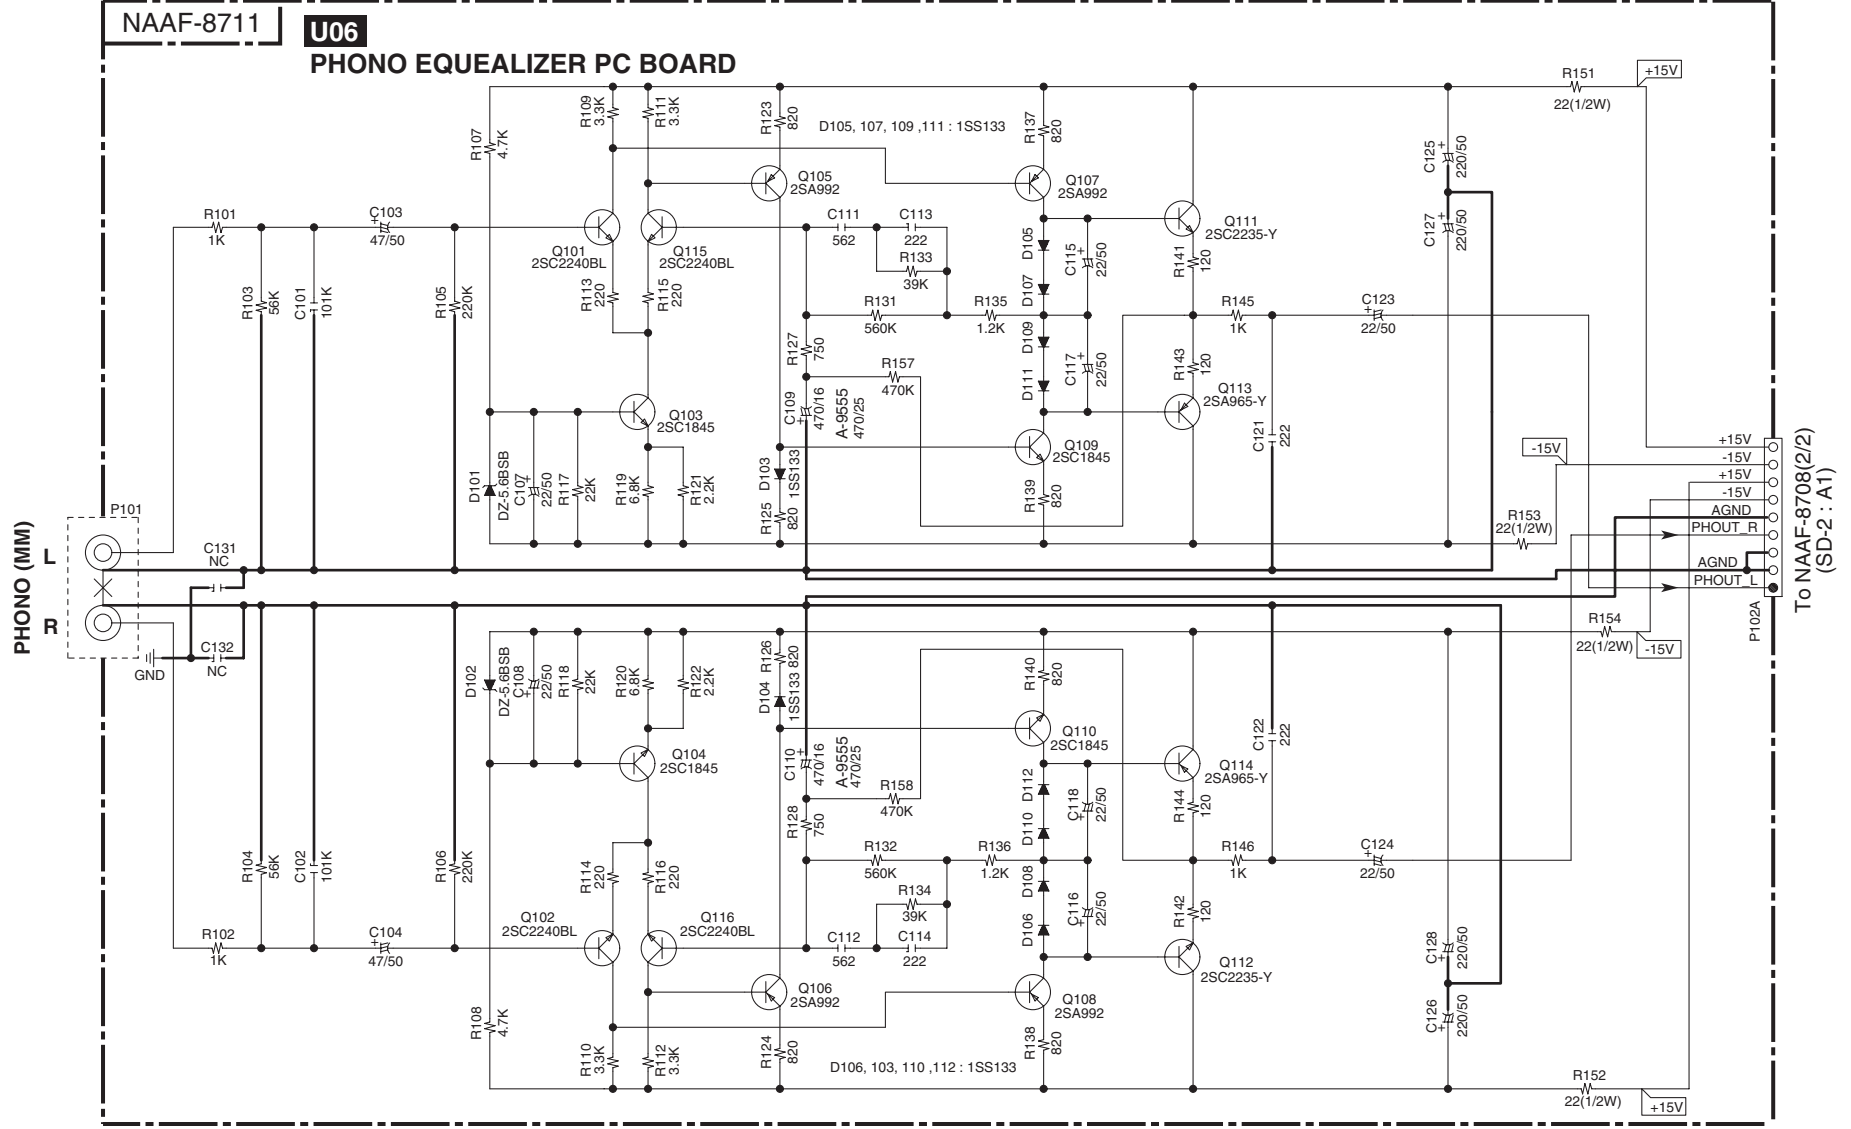 NAAF-8711
U06
PHONO EQUEALIZER PC BOARD
R151
22(1/2W)
+15V
R109
3.3K
R111
3.3K
R123
820
D105, 107, 109 ,111 : 1SS133
R137
820
R107
4.7K
C125
+
220/50
Q105
2SA992
Q107
2SA992
R101
1K
C103
+
47/50
Q101
2SC2240BL
Q115
2SC2240BL
C111
562
C113
222
R133
39K
D105
C115
+
22/50
Q111
2SC2235-Y
R141
120
C127
+
220/50
R103
56K
C101
101K
R105
220K
R113
220
R115
220
R131
560K
R135
1.2K
D107
R145
1K
C123
+
22/50
R127
750
R157
470K
D109
D111
C117
+
22/50
R143
120
Q113
2SA965-Y
Q103
2SC1845
C109
+
470/16
A-9555
470/25
Q109
2SC1845
C121
222
-15V
D101
DZ-5.6BSB
C107
+
22/50
R117
22K
R119
6.8K
R121
2.2K
D103
1SS133
R125
820
R139
820
R153
22(1/2W)
+15V
-15V
+15V
-15V
AGND
PHOUT_R
AGND
PHOUT_L
P102A
To NAAF-8708(2/2)
(SD-2 : A1)
PHONO (MM)
L
R
P101
C131
NC
C132
NC
GND
R154
22(1/2W)
-15V
D102
DZ-5.6BSB
C108
+
22/50
R118
22K
R120
6.8K
R122
2.2K
R126
820
D104
1SS133
R140
820
Q104
2SC1845
C110
+
470/16
A-9555
470/25
Q110
2SC1845
C122
222
Q114
2SA965-Y
R128
750
R158
470K
D112
D110
C118
+
22/50
R144
120
R104
56K
C102
101K
R106
220K
R114
220
R116
220
R132
560K
R136
1.2K
R146
1K
C124
+
22/50
R134
39K
D108
D106
C116
+
22/50
R142
120
R102
1K
C104
+
47/50
Q102
2SC2240BL
Q116
2SC2240BL
C112
562
C114
222
Q112
2SC2235-Y
C128
+
220/50
Q106
2SA992
Q108
2SA992
C126
+
220/50
R108
4.7K
R110
3.3K
R112
3.3K
R124
820
D106, 103, 110 ,112 : 1SS133
R138
820
R152
22(1/2W)
+15V